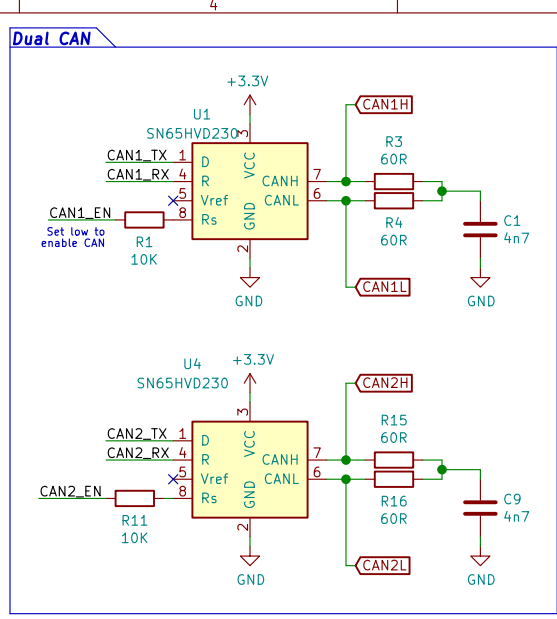 4
Dual CAN
+3.3V
CAN1H
U1
SN65HVD230
3
R3
60R
CAN1_TX 1 D VCC
CAN1_RX 4 R CANH 7
5 Vref CANL 6
CAN1_EN 8 Rs GND
Set low to
enable CAN
R1
10K
2
R4
60R
C1
4n7
GND
CAN1L
GND
U4
+3.3V
SN65HVD230
CAN2H
3
R15
60R
CAN2_TX 1 D VCC
CAN2_RX 4 R CANH 7
5 Vref CANL 6
CAN2_EN 8 Rs GND
R11
10K
2
R16
60R
C9
4n7
GND
CAN2L
GND